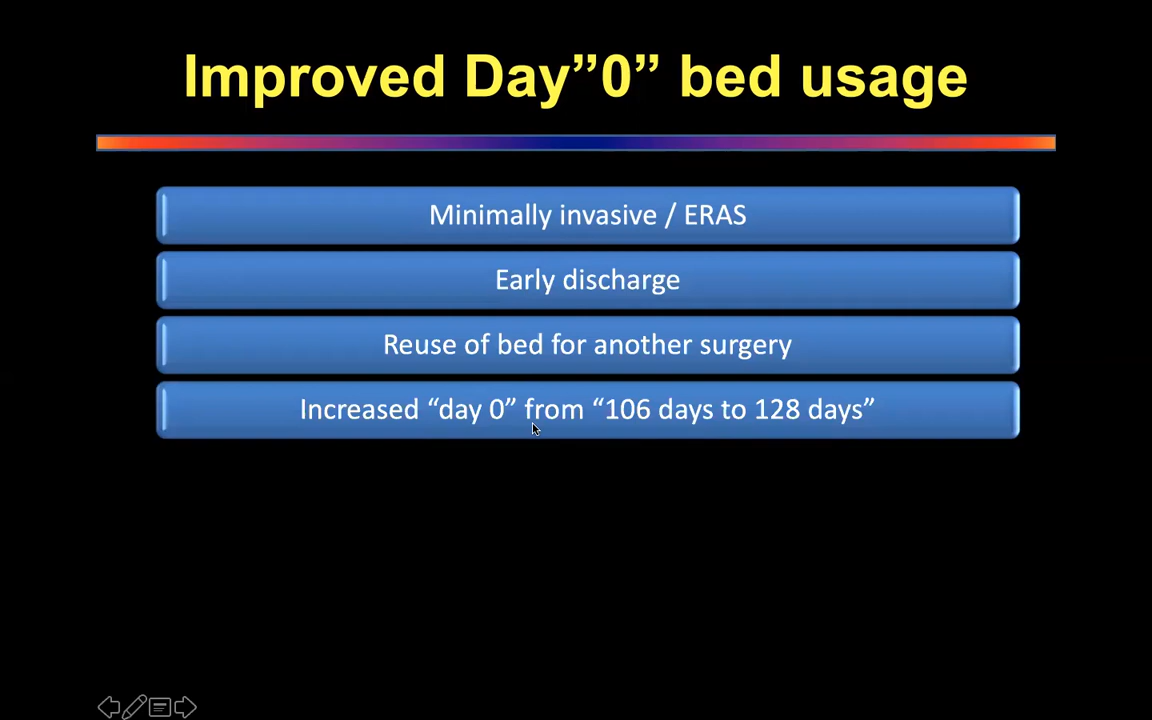 Improved Day”0” bed usage
Minimally invasive / ERAS
Early discharge
Reuse of bed for another surgery
Increased “day 0” from “106 days to 128 days”